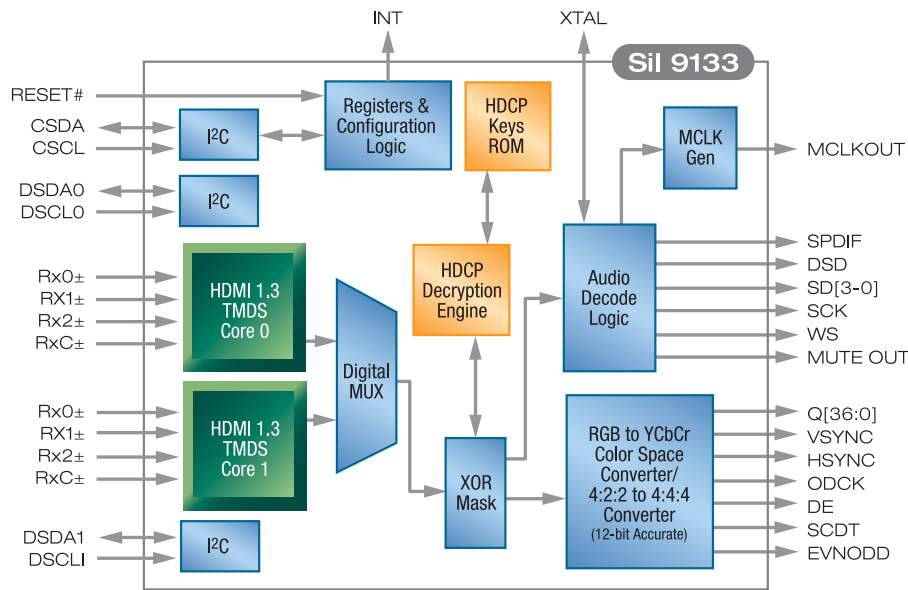 INT
XTAL
SiI 9133
RESET#
CSDA
CSCL
DSDA0
DSCL0
Rx0±
RX1±
Rx2±
RxC±
Rx0±
RX1±
Rx2±
RxC±
DSDA1
DSCLI
I²C
I²C
I²C
Registers &
Configuration
Logic
HDCP
Keys
ROM
HDMI 1.3
TMDS
Core 0
HDMI 1.3
TMDS
Core 1
Digital
MUX
HDCP
Decryption
Engine
XOR
Mask
Audio
Decode
Logic
MCLK
Gen
RGB to YCbCr
Color Space
Converter/
4:2:2 to 4:4:4
Converter
(12-bit Accurate)
MCLKOUT
SPDIF
DSD
SD[3-0]
SCK
WS
MUTE OUT
Q[36:0]
VSYNC
HSYNC
ODCK
DE
SCDT
EVNODD